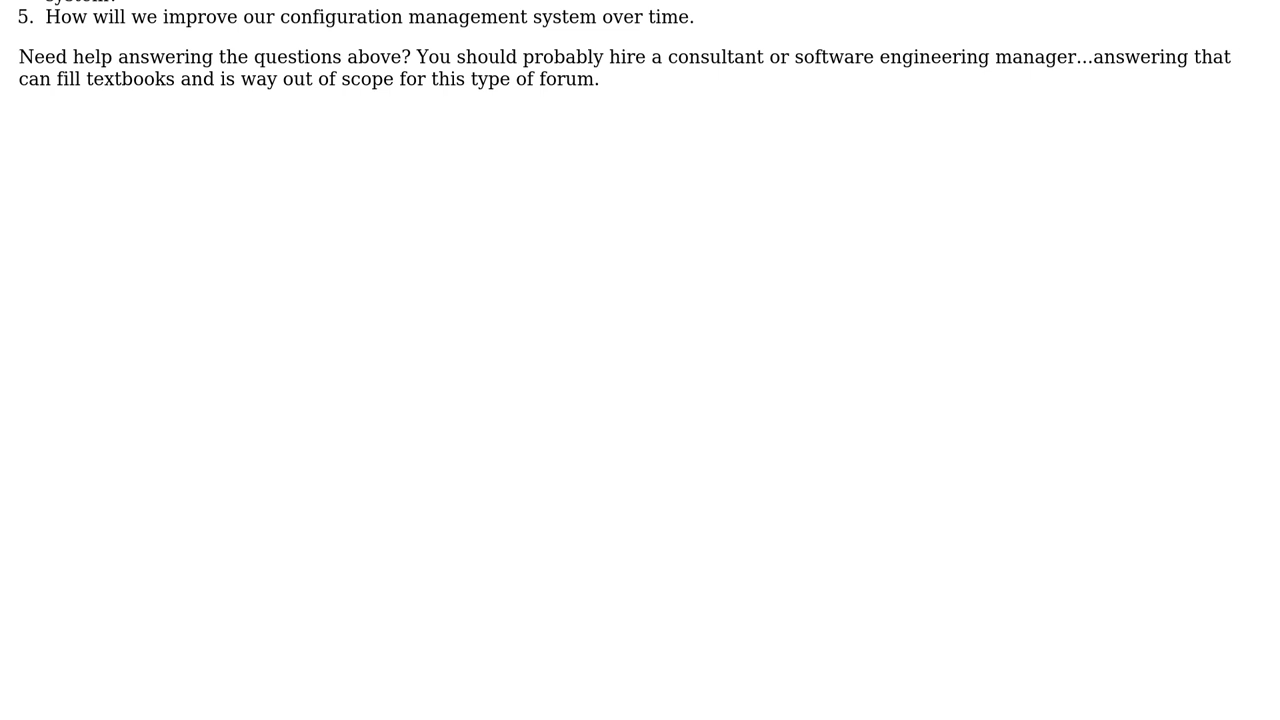 5. How will we improve our configuration management system over time.
Need help answering the questions above? You should probably hire a consultant or software engineering manager...answering that
can fill textbooks and is way out of scope for this type of forum.